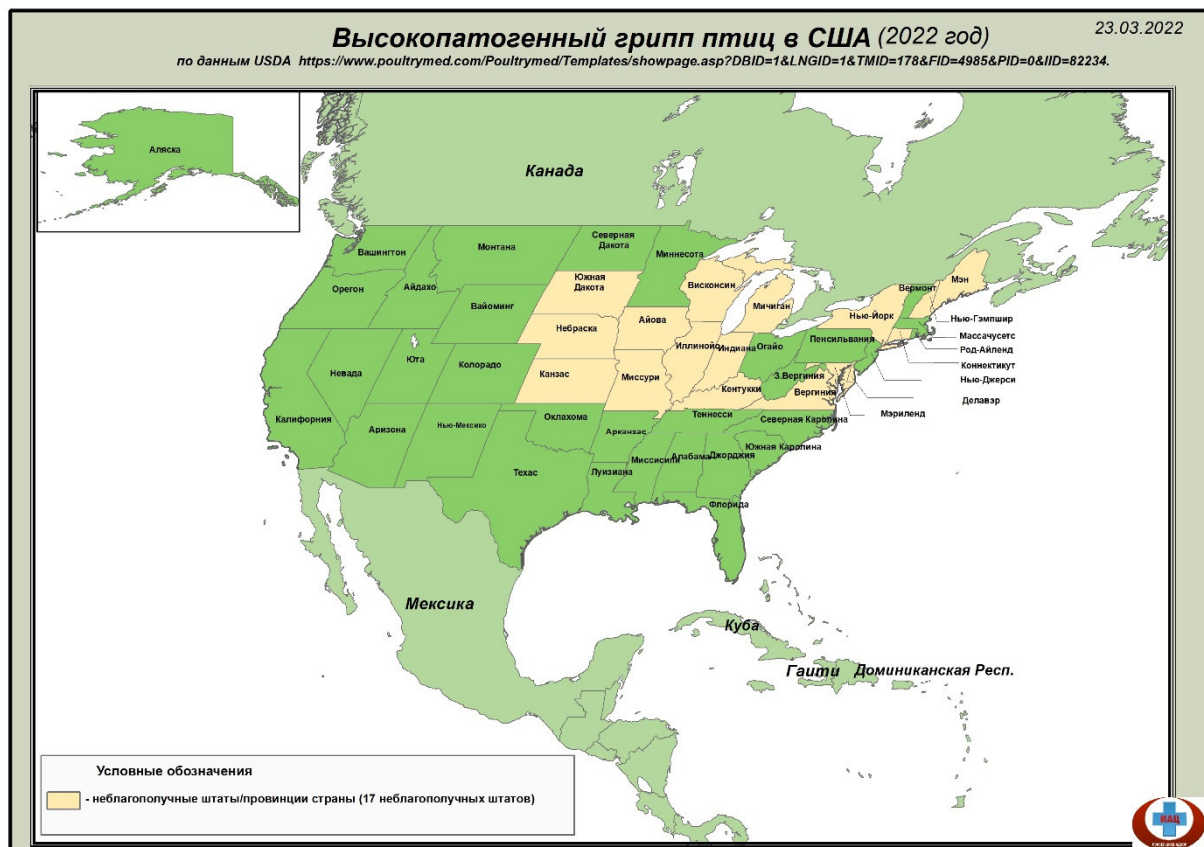 Высокопатогенный грипп птиц в США (2022 год)
23.03.2022
по данным USDA https://www.poultrymed.com/Poultrymed/Templates/showpage.asp?DBID=1&LNGID=1&TMID=178&FID=4985&PID=0&IID=82234.
Аляска
Канада
Вашингтон
Монтана
Северная
Дакота
Миннесота
Орегон
Айдахо
Вайоминг
Южная
Дакота
Висконсин
Мичиган
Вермонт
Мэн
Нью-Йорк
Нью-Гэмпшир
Массачусетс
Род-Айленд
Коннектикут
Нью-Джерси
Делавэр
Мэриленд
Небраска
Айова
Иллинойс
Индиана
Огайо
Пенсильвания
Невада
Юта
Колорадо
Канзас
Миссури
Кентукки
З.Вергиния
Вергиния
Калифорния
Аризона
Нью-Мексико
Оклахома
Арканзас
Теннесси
Северная Каролина
Техас
Луизиана
Миссисипи
Алабама
Джорджия
Южная Каролина
Флорида
Мексика
Куба
Гаити
Доминиканская Респ.
Условные обозначения
- неблагополучные штаты/провинции страны (17 неблагополучных штатов)
ИАЦ